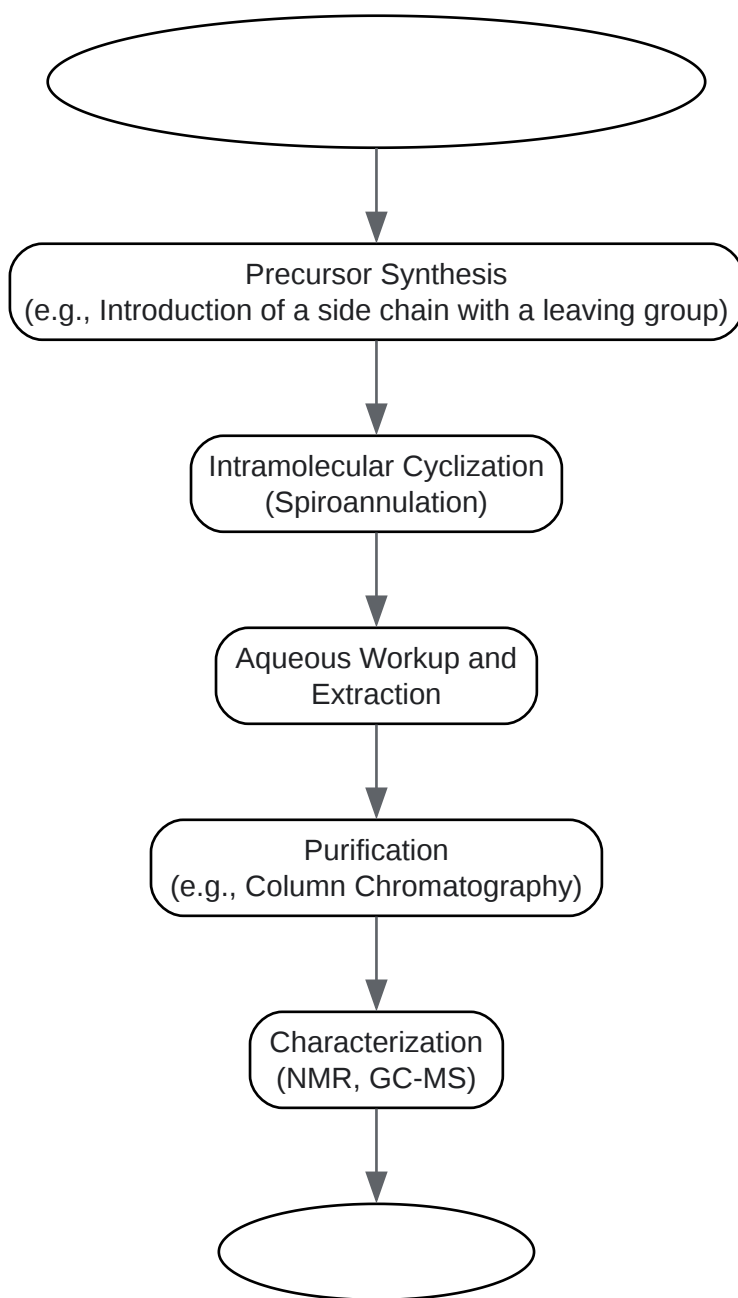 Precursor Synthesis
(e.g., Introduction of a side chain with a leaving group)
Intramolecular Cyclization
(Spiroannulation)
Aqueous Workup and
Extraction
Purification
(e.g., Column Chromatography)
Characterization
(NMR, GC-MS)